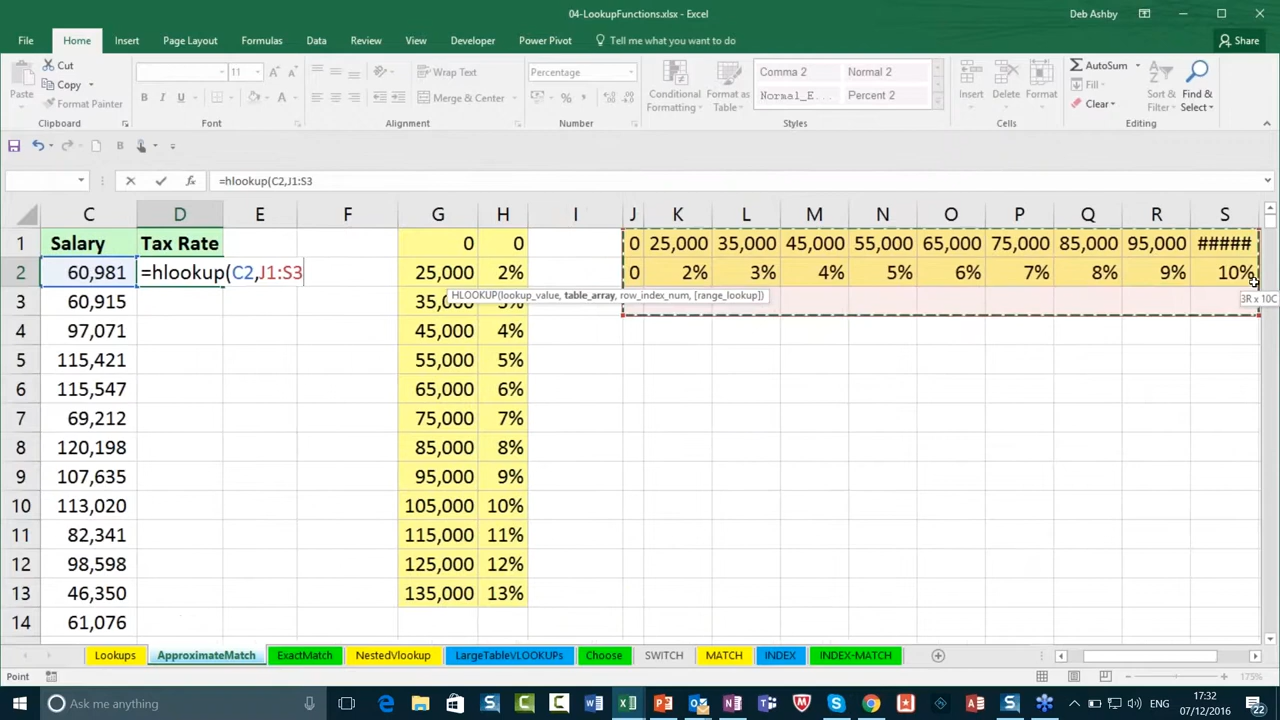 04-LookupFunctions.xlsx - Excel
Deb Ashby
File Home Insert Page Layout Formulas Data Review View Developer Power Pivot Tell me what you want to do Share
Paste Cut Copy Format Painter
11
Wrap Text
Merge & Center
Percentage
Conditional Formatting Format as Table
Comma 2 Normal 2
Normal_E... Percent 2
Insert Delete Format
AutoSum Fill Clear
Sort & Filter Find & Select
Clipboard Font Alignment Number Styles Cells Editing
=hlookup(C2,J1:S3
C D E F G H I J K L M N O P Q R S
1 Salary Tax Rate 0 0 0 25,000 35,000 45,000 55,000 65,000 75,000 85,000 95,000 #####
2 60,981 =hlookup(C2,J1:S3 25,000 2% 0 2% 3% 4% 5% 6% 7% 8% 9% 10%
HLOOKUP(lookup_value, table_array, row_index_num, [range_lookup])
3R x 10C
3 60,915
4 97,071 45,000 4%
5 115,421 55,000 5%
6 115,547 65,000 6%
7 69,212 75,000 7%
8 120,198 85,000 8%
9 107,635 95,000 9%
10 113,020 105,000 10%
11 82,341 115,000 11%
12 98,598 125,000 12%
13 46,350 135,000 13%
14 61,076
Lookups ApproximateMatch ExactMatch NestedVlookup LargeTableVLOOKUPs Choose SWITCH MATCH INDEX INDEX-MATCH
Point 175%
Ask me anything
ENG
17:32
07/12/2016
22